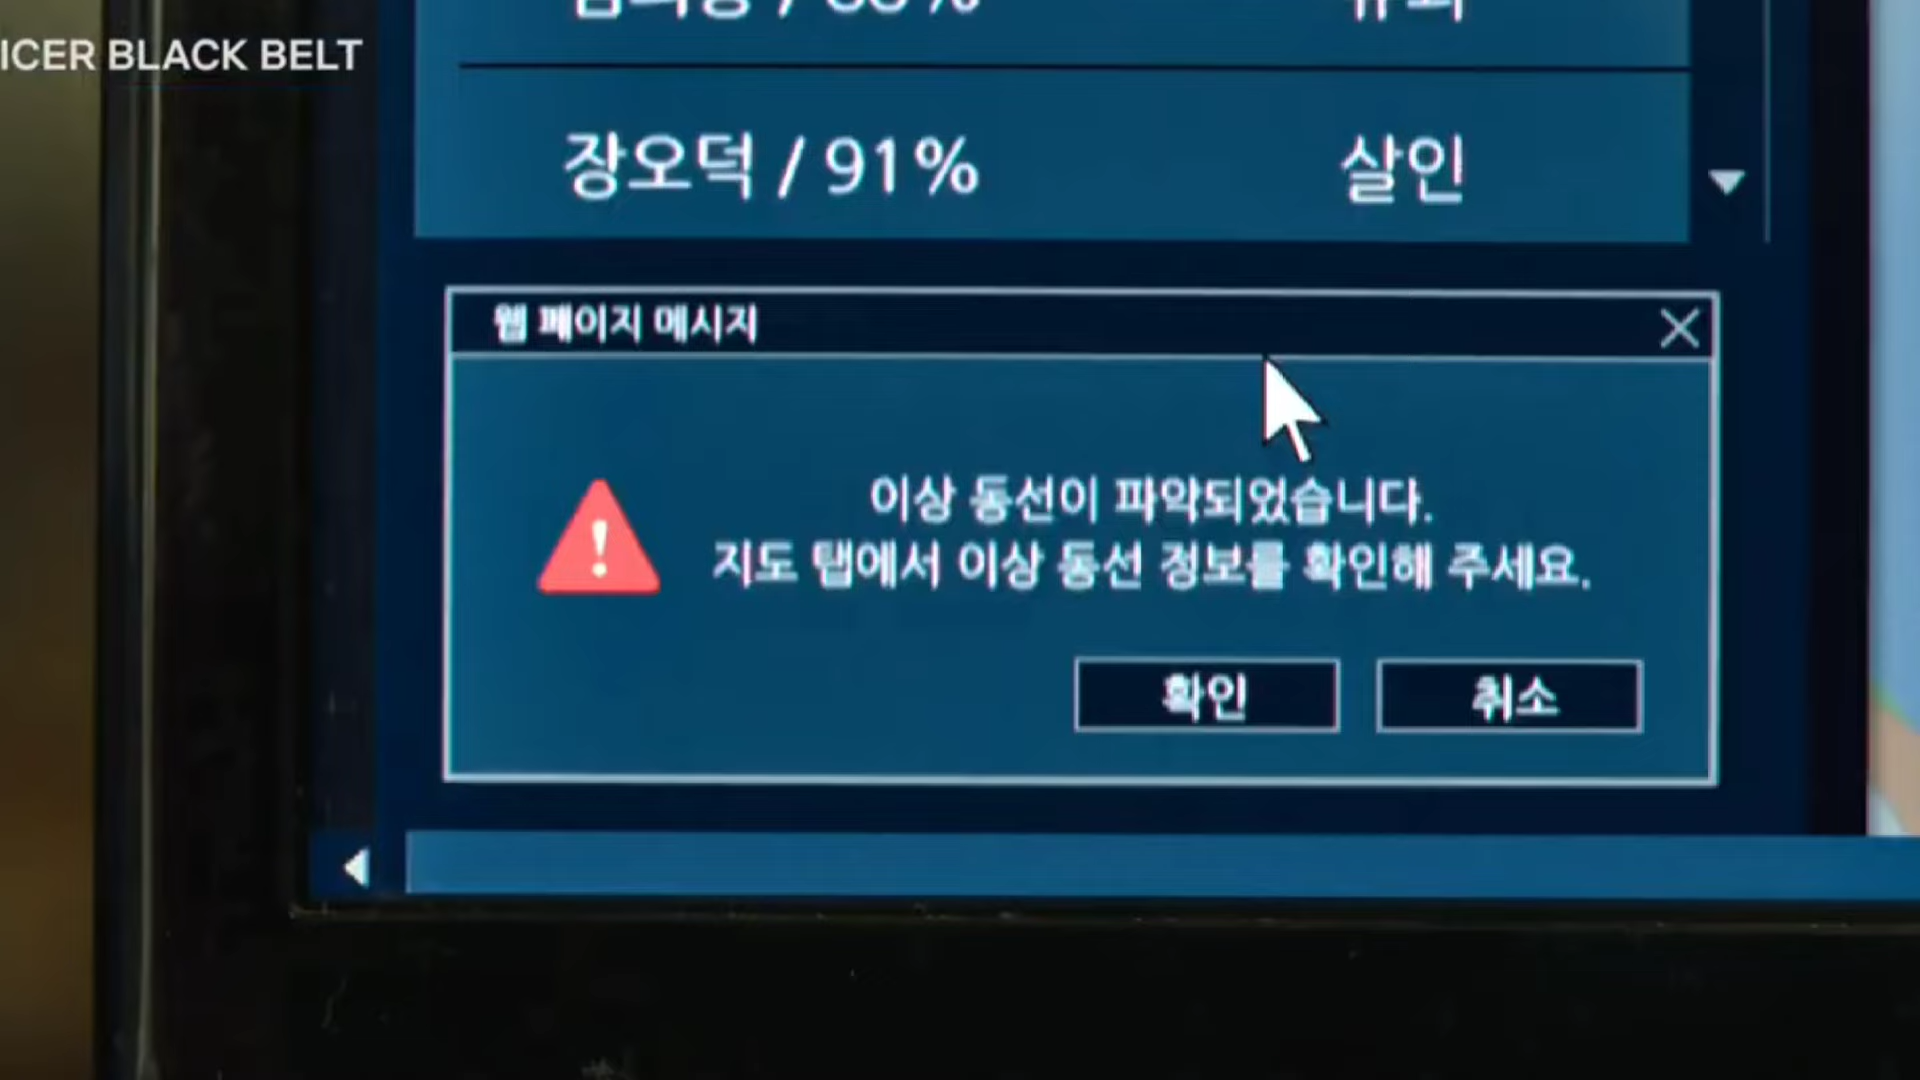 ICER BLACK BELT
장오덕 / 91% 살인
웹 페이지 메시지
이상 동선이 파악되었습니다.
지도 탭에서 이상 동선 정보를 확인해 주세요.
확인 취소